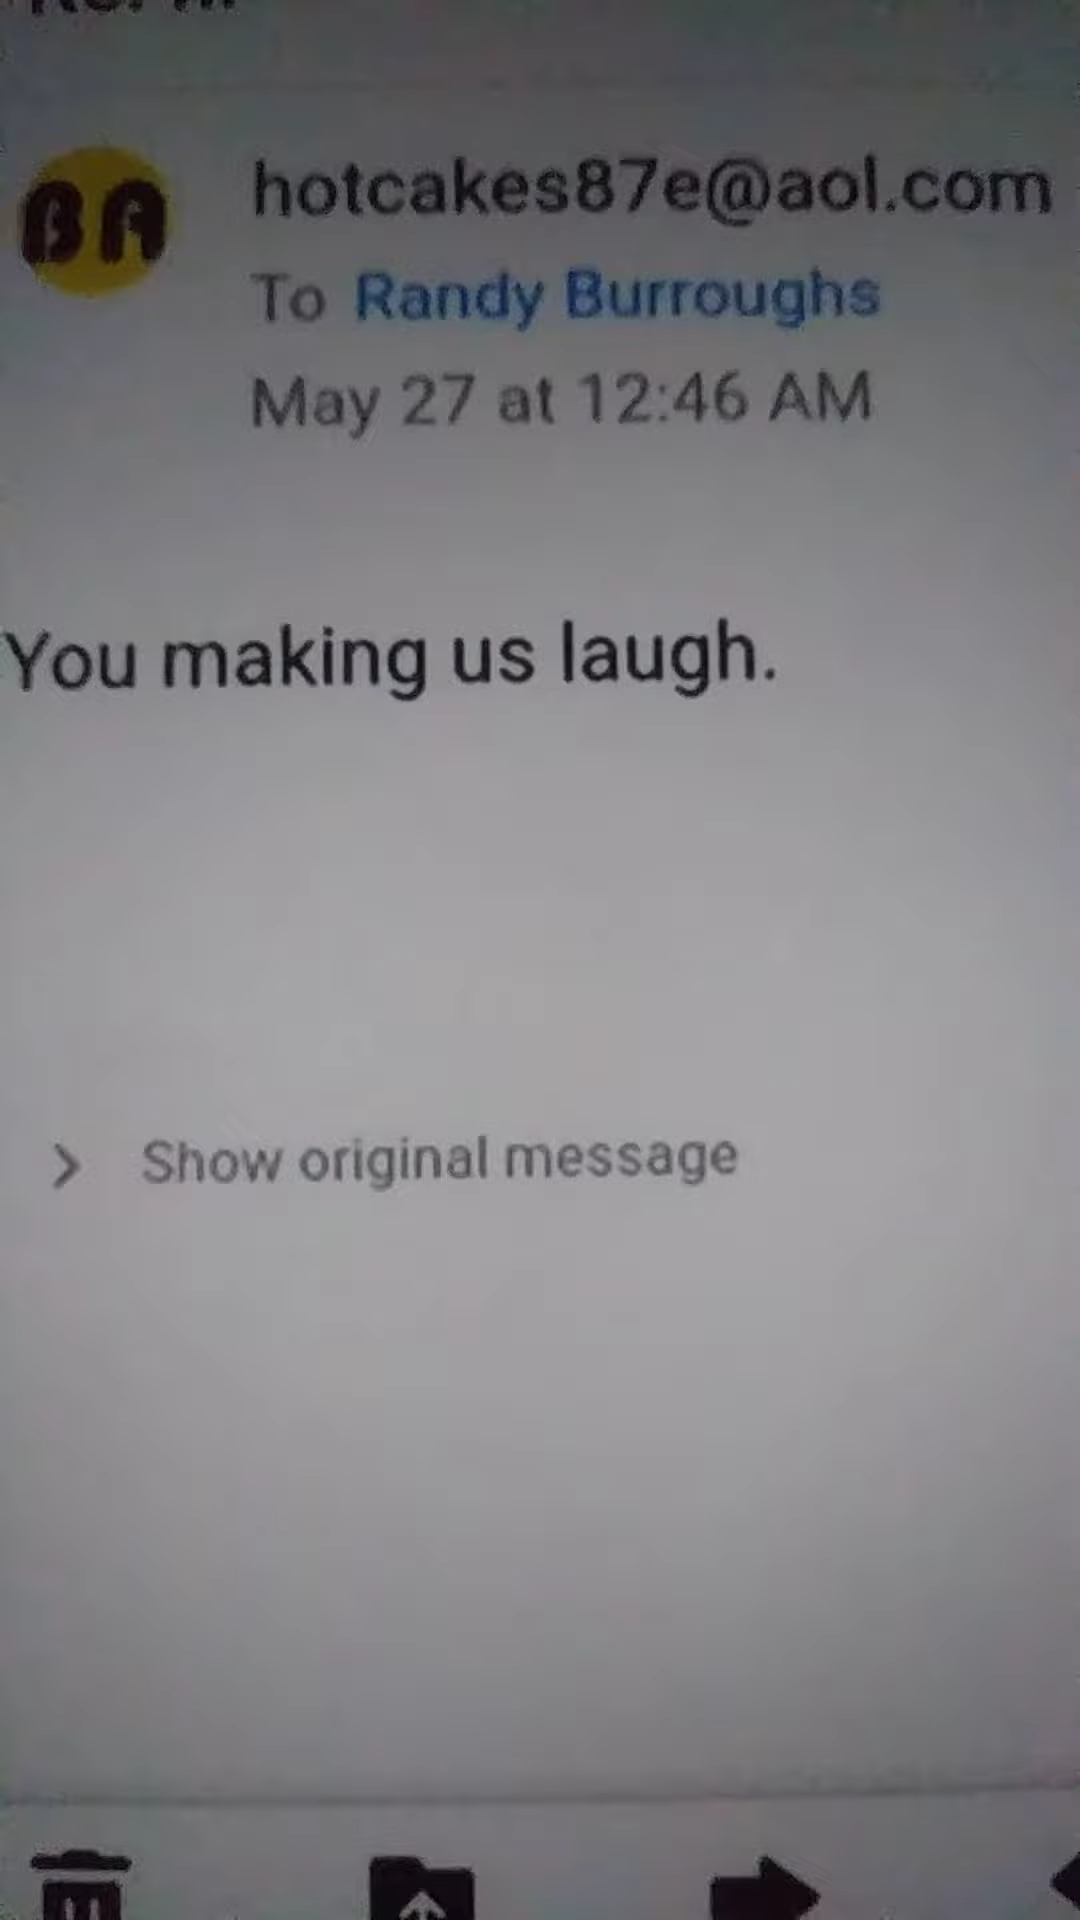 BA
hotcakes87e@aol.com
To Randy Burroughs
May 27 at 12:46 AM
You making us laugh.
Show original message